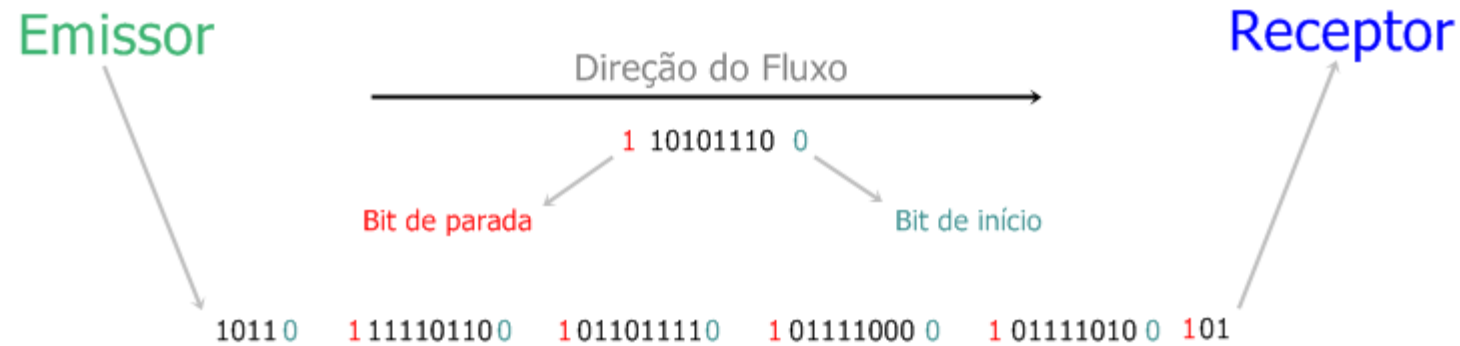 Emissor
Receptor
Direção do Fluxo
1 10101110 0
Bit de parada
Bit de início
1011 0 1 11110110 0 1 01101111 0 1 01111000 0 1 01111010 0 1 01